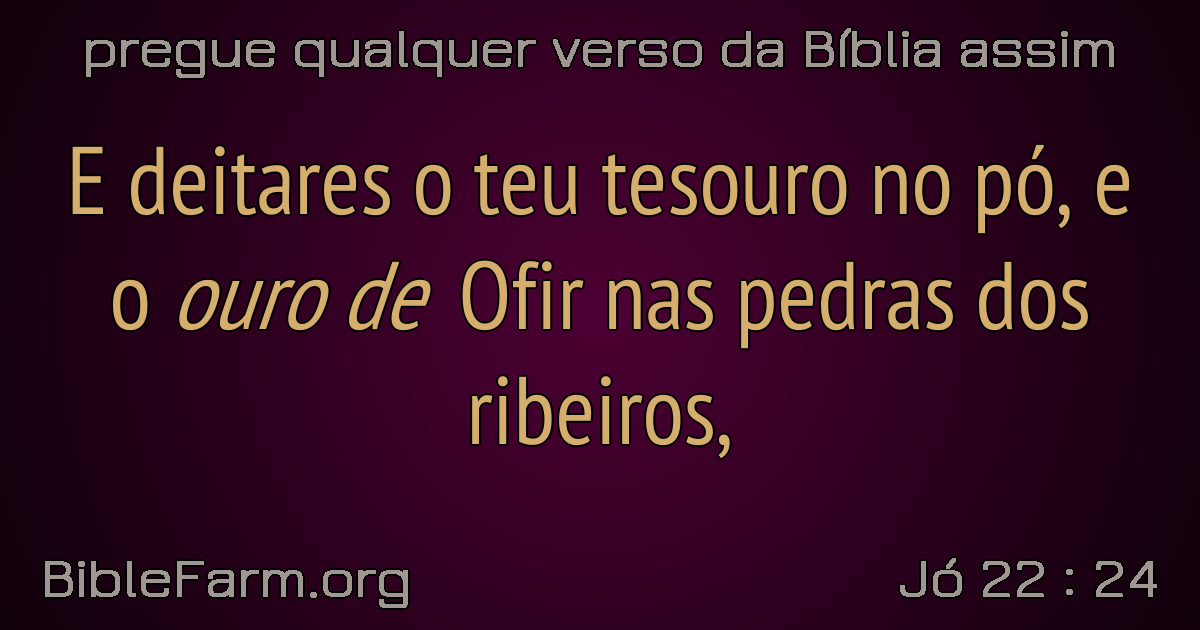 pregue qualquer verso da Bíblia assim
E deitares o teu tesouro no pó, e
o ouro de Ofir nas pedras dos
ribeiros,
BibleFarm.org
Jó 22 : 24